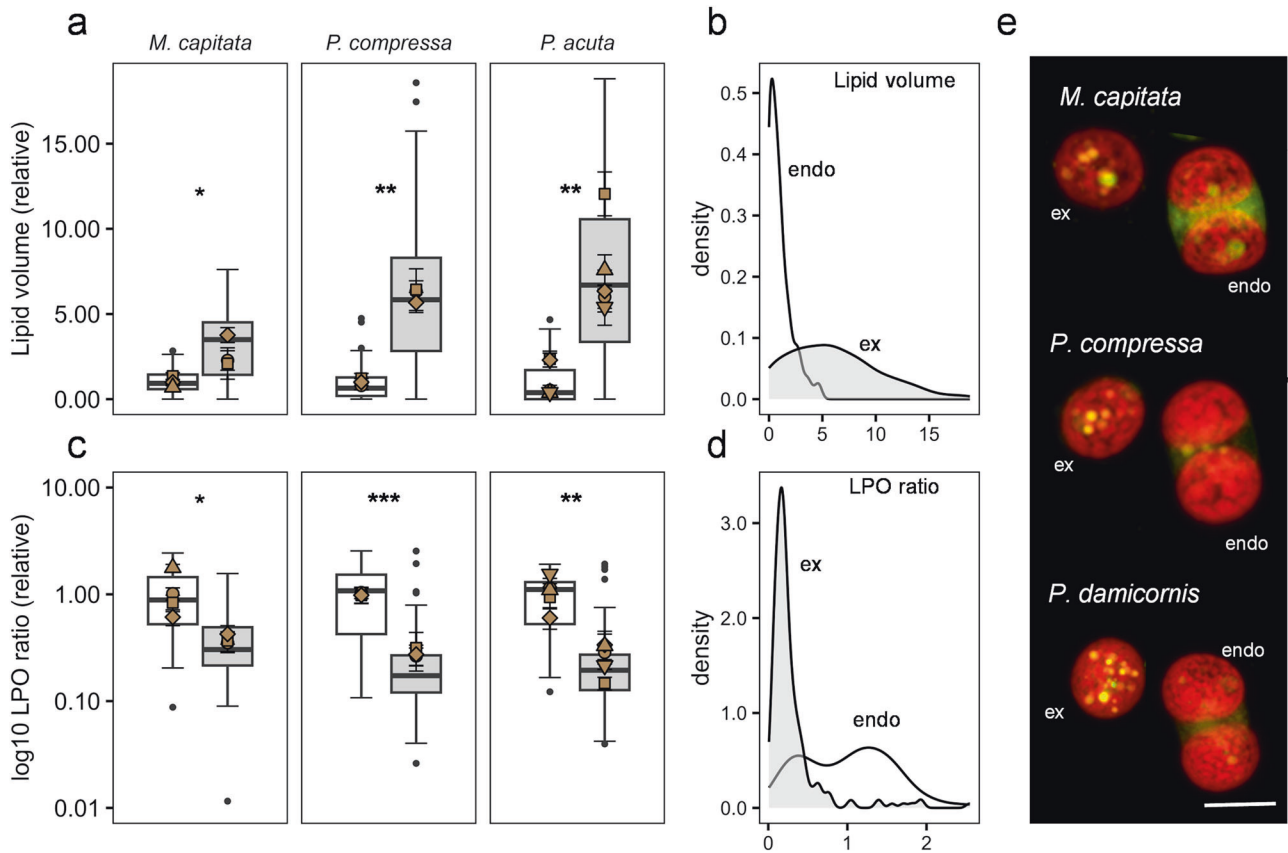 a
M. capitata
P. compressa
P. acuta
Lipid volume (relative)
15.00
10.00
5.00
0.00
*
**
**
b
Lipid volume
density
0.5
0.4
0.3
0.2
0.1
0.0
endo
ex
0
5
10
15
c
log10 LPO ratio (relative)
10.00
1.00
0.10
0.01
*
***
**
d
LPO ratio
density
3.0
2.0
1.0
0.0
ex
endo
0
1
2
e
M. capitata
ex
endo
P. compressa
ex
endo
P. damicornis
endo
ex